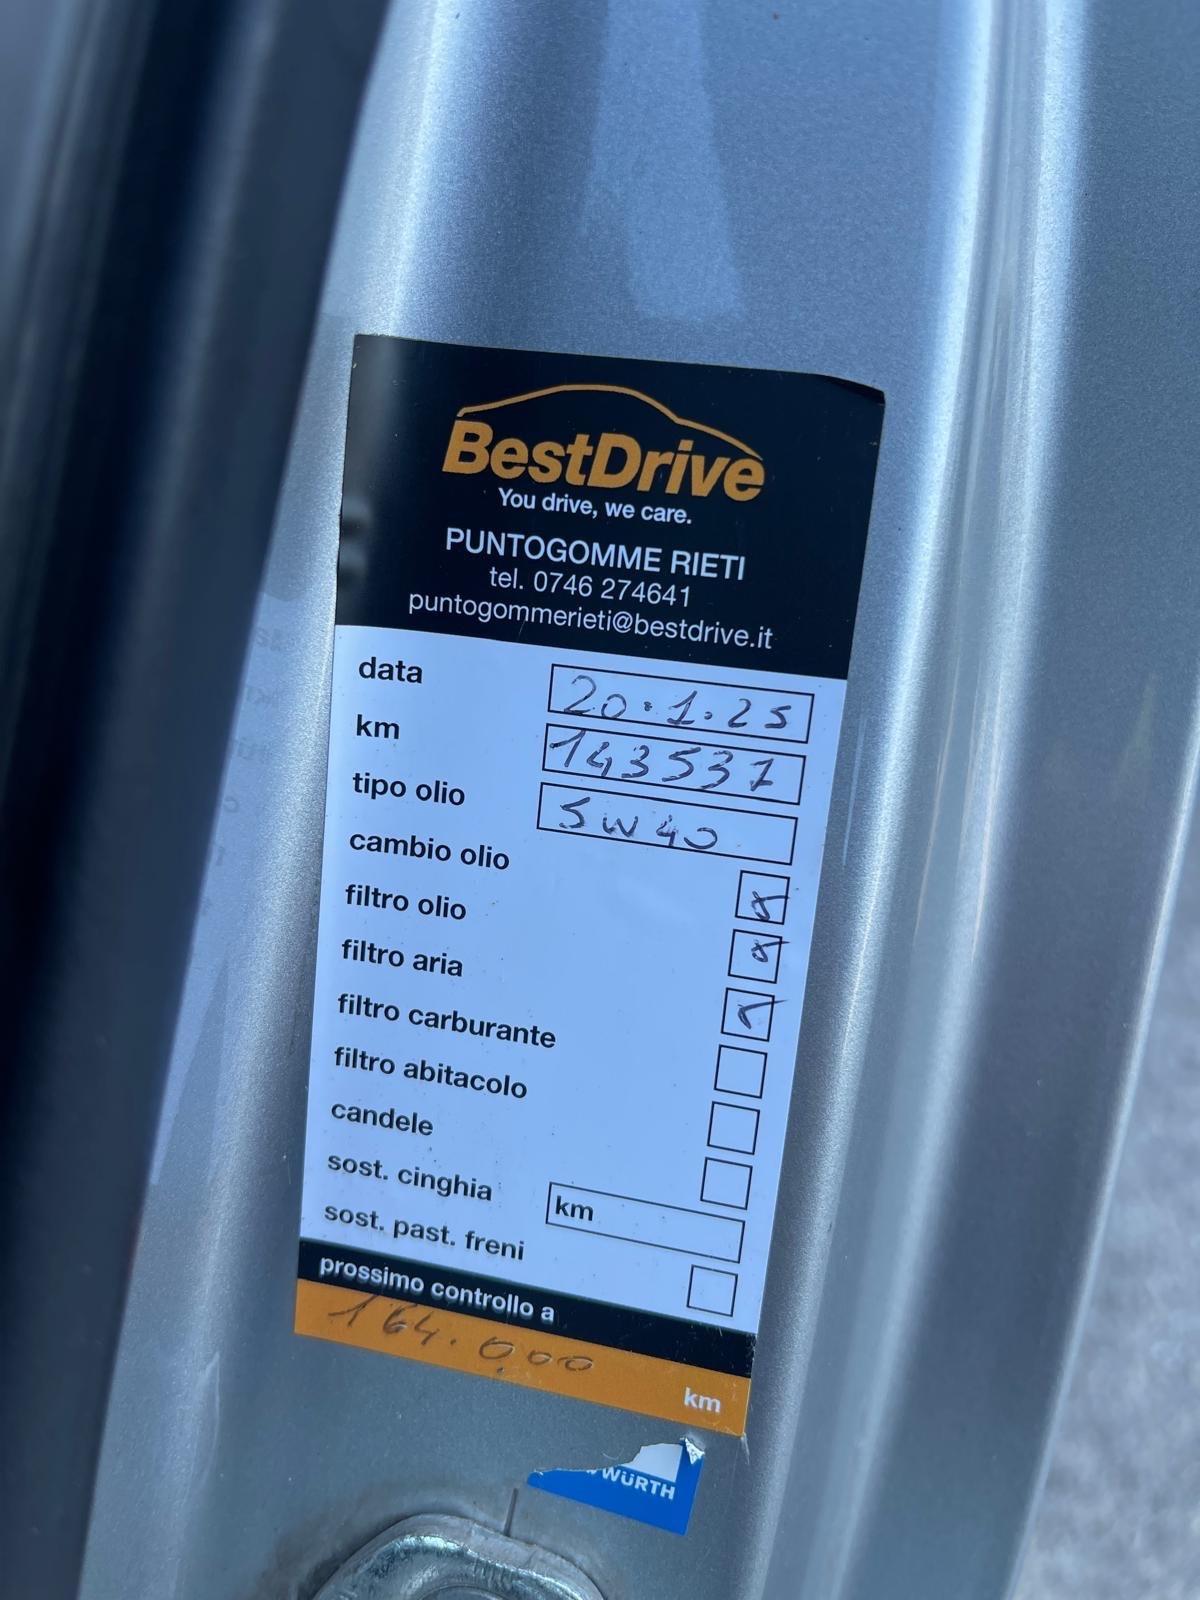 BestDrive
You drive, we care.
PUNTOGOMME RIETI
tel. 0746 274641
puntogommerieti@bestdrive.it
data 20.1.25
km 143537
tipo olio 5W40
cambio olio
filtro olio
filtro aria
filtro carburante
filtro abitacolo
candele
sost. cinghia km
sost. past. freni
prossimo controllo a
164.000 km
WÜRTH